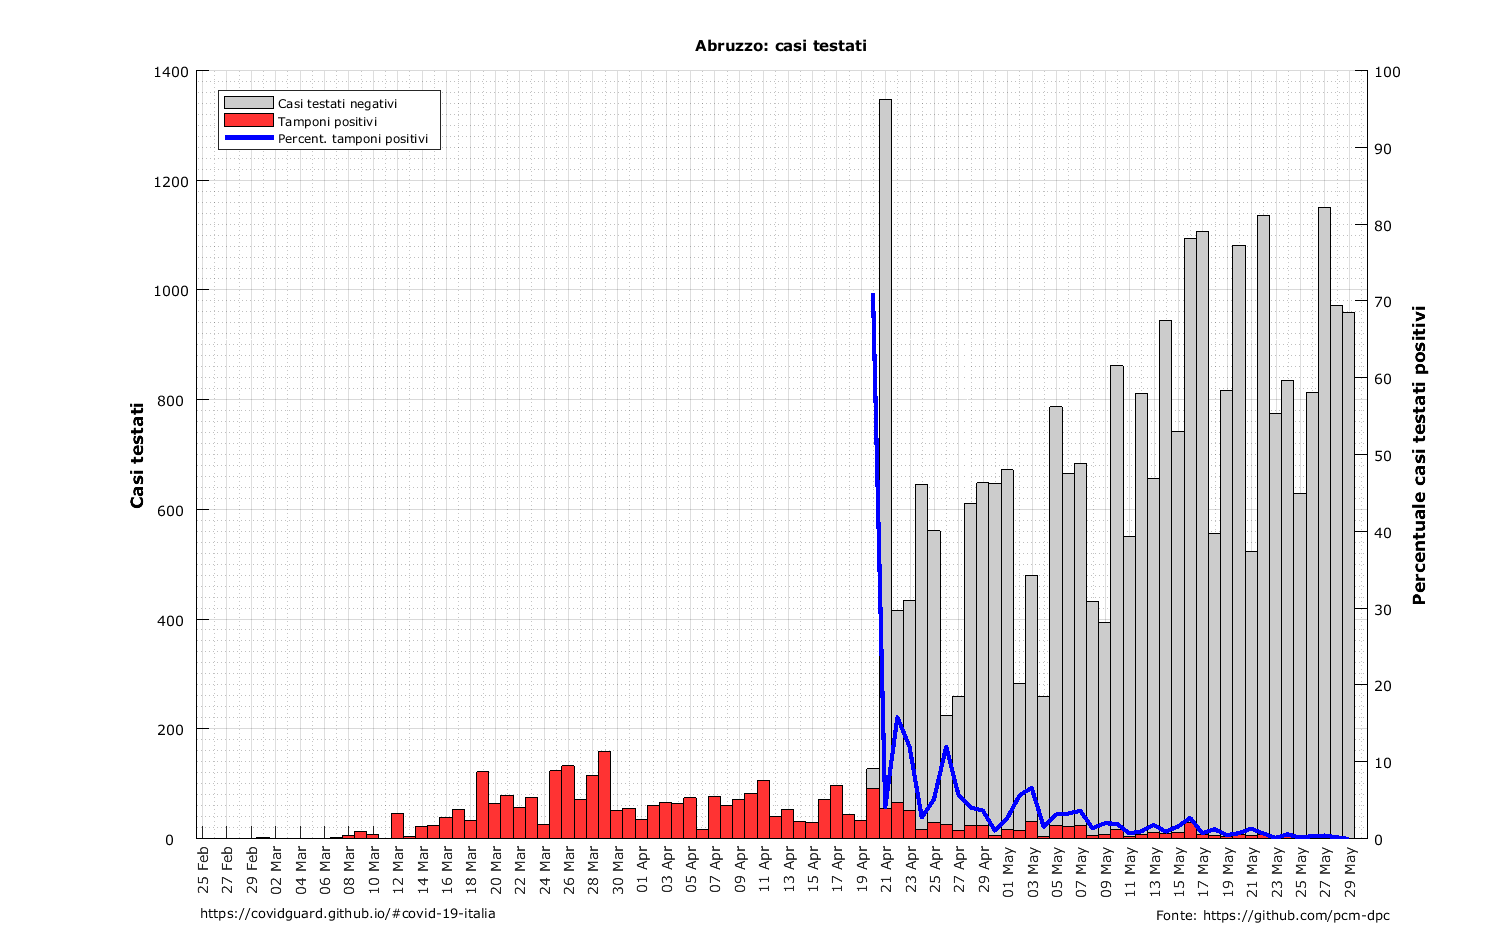 Abruzzo: casi testati
Casi testati negativi
Tamponi positivi
Percent. tamponi positivi
Casi testati
1400
1200
1000
800
600
400
200
0
100
90
80
70
60
50
40
30
20
10
0
Percentuale casi testati positivi
25 Feb
27 Feb
29 Feb
02 Mar
04 Mar
06 Mar
08 Mar
10 Mar
12 Mar
14 Mar
16 Mar
18 Mar
20 Mar
22 Mar
24 Mar
26 Mar
28 Mar
30 Mar
01 Apr
03 Apr
05 Apr
07 Apr
09 Apr
11 Apr
13 Apr
15 Apr
17 Apr
19 Apr
21 Apr
23 Apr
25 Apr
27 Apr
29 Apr
01 May
03 May
05 May
07 May
09 May
11 May
13 May
15 May
17 May
19 May
21 May
23 May
25 May
27 May
29 May
https://covidguard.github.io/#covid-19-italia
Fonte: https://github.com/pcm-dpc